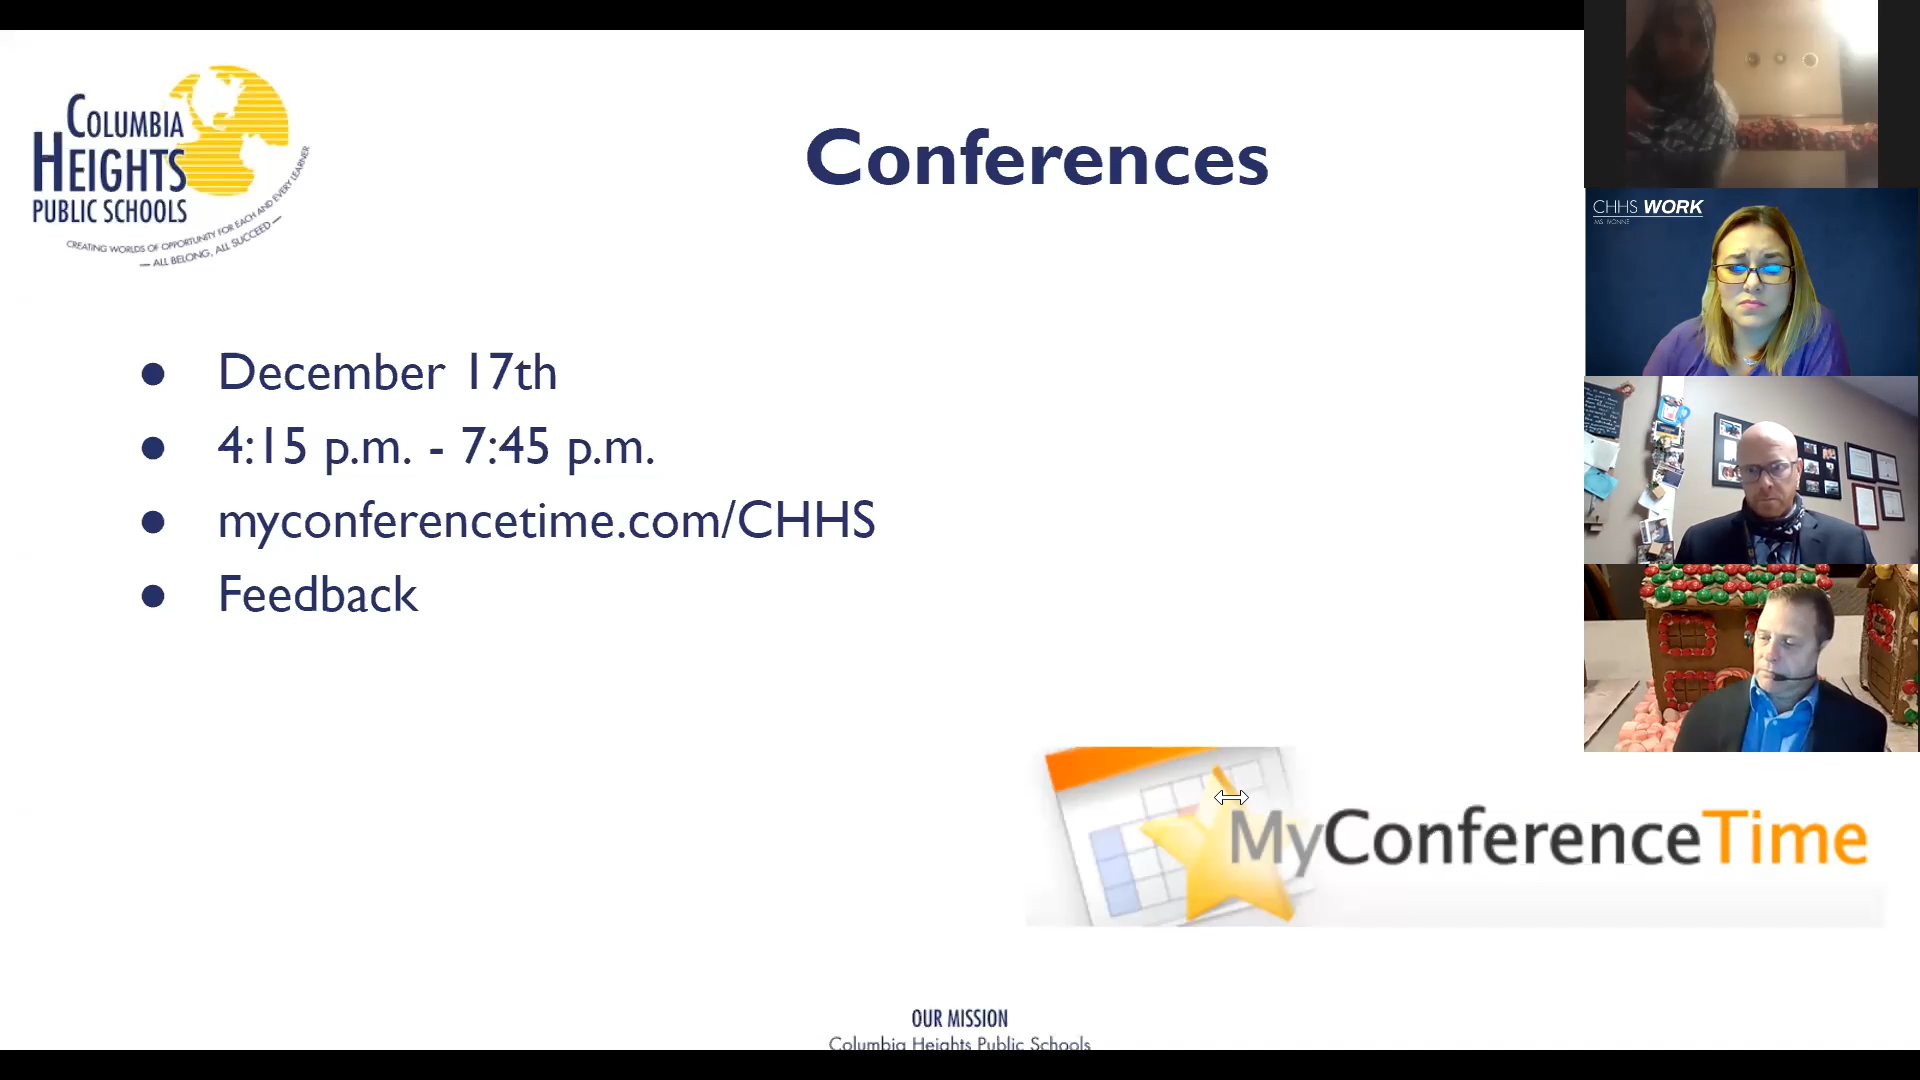 COLUMBIA
HEIGHTS
PUBLIC SCHOOLS
CREATING WORLDS OF OPPORTUNITY FOR EACH AND EVERY LEARNER
— ALL BELONG, ALL SUCCEED —
Conferences
● December 17th
● 4:15 p.m. - 7:45 p.m.
● myconferencetime.com/CHHS
● Feedback
CHHS WORK
MyConferenceTime
OUR MISSION
Columbia Heights Public Schools